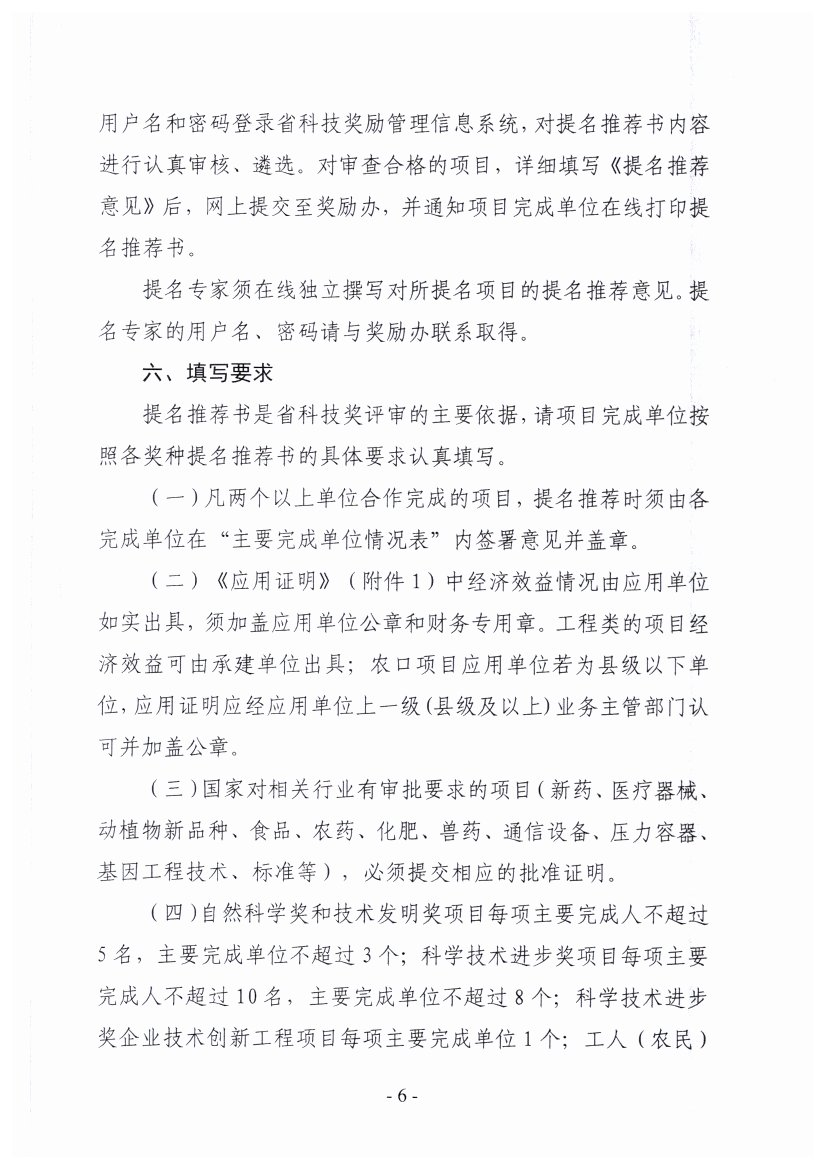 用户名和密码登录省科技奖励管理信息系统，对提名推荐书内容
进行认真审核、遴选。对审查合格的项目，详细填写《提名推荐
意见》后，网上提交至奖励办，并通知项目完成单位在线打印提
名推荐书。
提名专家须在线独立撰写对所提名项目的提名推荐意见。提
名专家的用户名、密码请与奖励办联系取得。
六、填写要求
提名推荐书是省科技奖评审的主要依据，请项目完成单位按
照各奖种提名推荐书的具体要求认真填写。
（一）凡两个以上单位合作完成的项目，提名推荐时须由各
完成单位在“主要完成单位情况表”内签署意见并盖章。
（二）《应用证明》（附件1）中经济效益情况由应用单位
如实出具，须加盖应用单位公章和财务专用章。工程类的项目经
济效益可由承建单位出具；农口项目应用单位若为县级以下单
位，应用证明应经应用单位上一级(县级及以上)业务主管部门认
可并加盖公章。
（三）国家对相关行业有审批要求的项目（新药、医疗器械、
动植物新品种、食品、农药、化肥、兽药、通信设备、压力容器、
基因工程技术、标准等），必须提交相应的批准证明。
（四）自然科学奖和技术发明奖项目每项主要完成人不超过
5名，主要完成单位不超过3个；科学技术进步奖项目每项主要
完成人不超过10名，主要完成单位不超过8个；科学技术进步
奖企业技术创新工程项目每项主要完成单位1个；工人（农民）
- 6 -